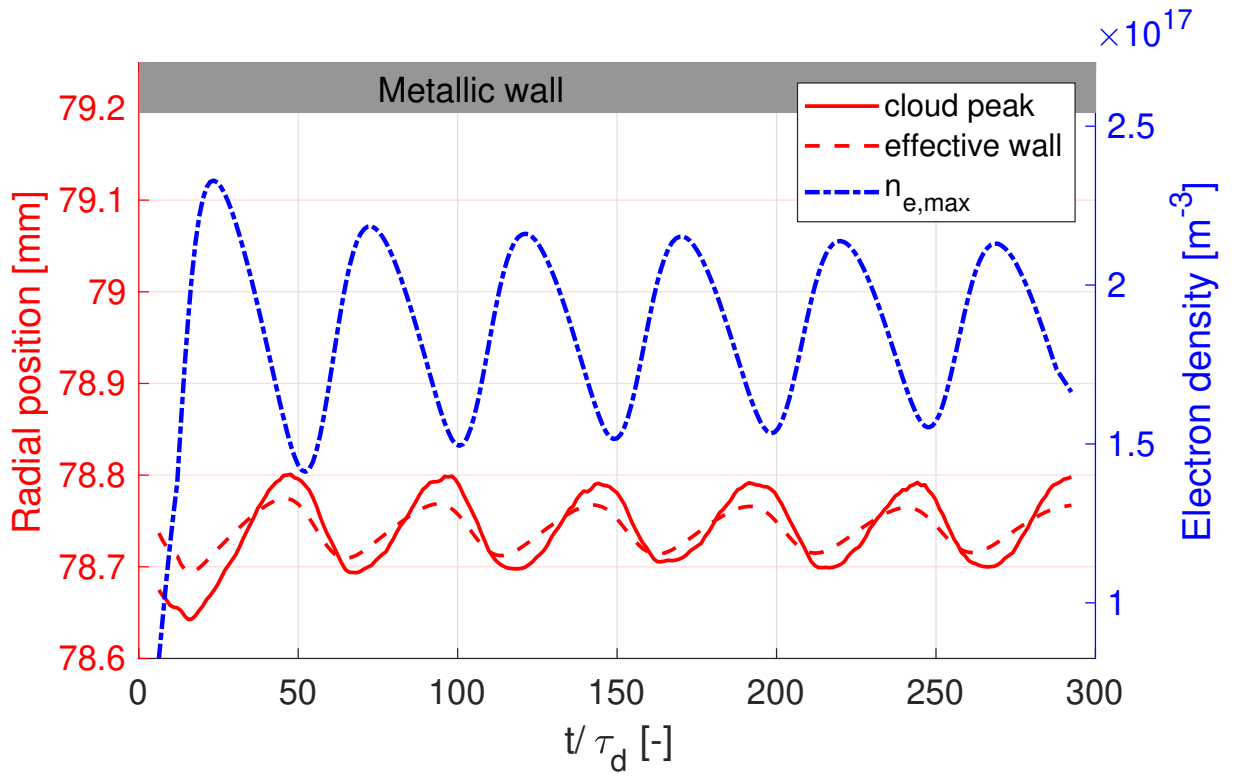 ×10^17
Metallic wall
cloud peak
effective wall
n_e,max
Radial position [mm]
79.2
79.1
79
78.9
78.8
78.7
78.6
Electron density [m^-3]
2.5
2
1.5
1
0 50 100 150 200 250 300
t/ τ_d [-]